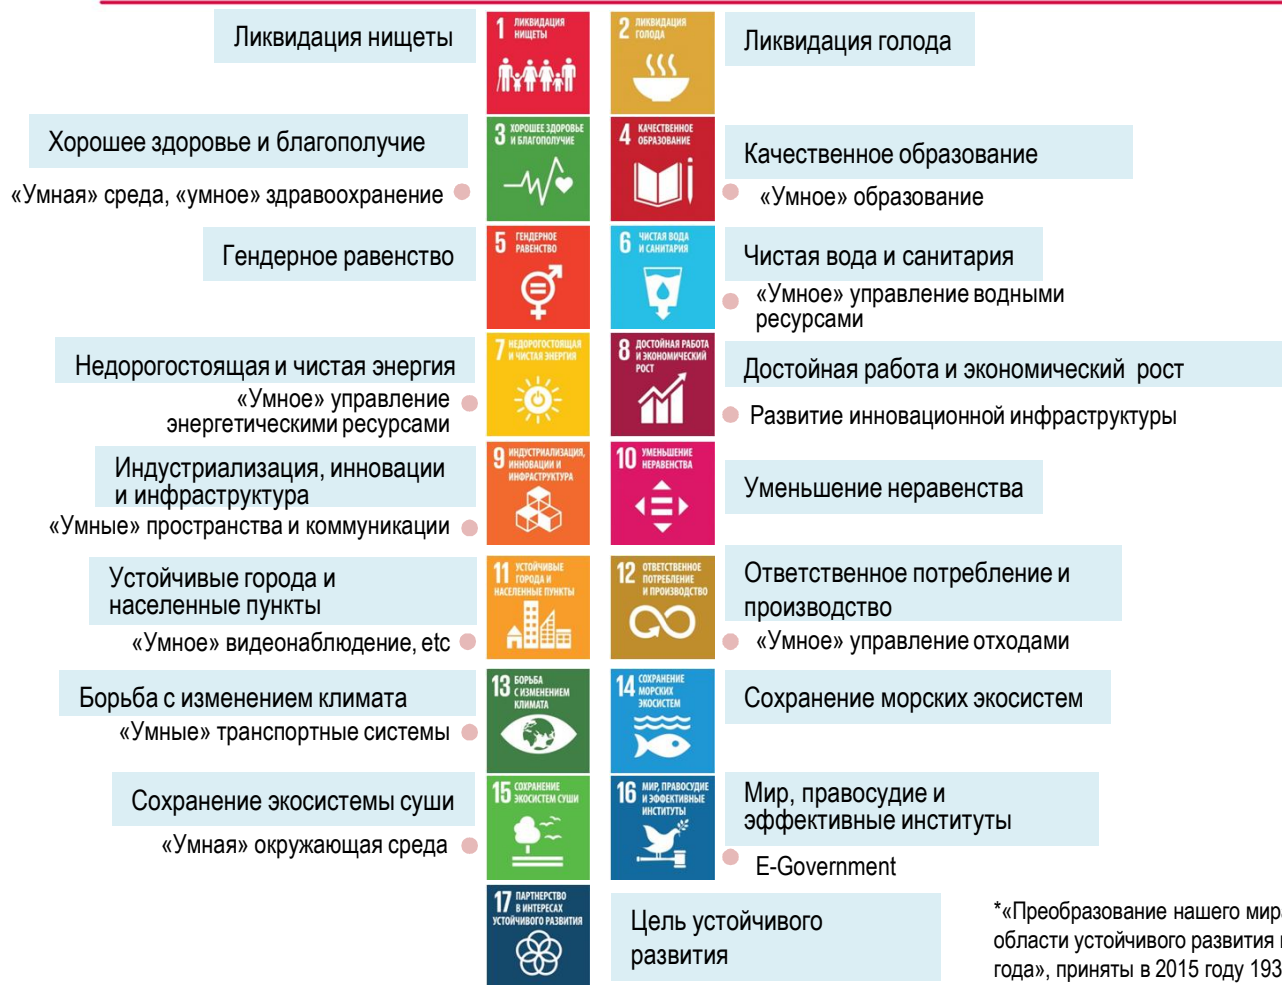 Ликвидация нищеты
1 ЛИКВИДАЦИЯ
НИЩЕТЫ
2 ЛИКВИДАЦИЯ
ГОЛОДА
Ликвидация голода
Хорошее здоровье и благополучие
«Умная» среда, «умное» здравоохранение
3 ХОРОШЕЕ ЗДОРОВЬЕ
И БЛАГОПОЛУЧИЕ
4 КАЧЕСТВЕННОЕ
ОБРАЗОВАНИЕ
Качественное образование
«Умное» образование
Гендерное равенство
5 ГЕНДЕРНОЕ
РАВЕНСТВО
6 ЧИСТАЯ ВОДА
И САНИТАРИЯ
Чистая вода и санитария
«Умное» управление водными
ресурсами
Недорогостоящая и чистая энергия
«Умное» управление
энергетическими ресурсами
7 НЕДОРОГОСТОЯЩАЯ
И ЧИСТАЯ ЭНЕРГИЯ
8 ДОСТОЙНАЯ РАБОТА
И ЭКОНОМИЧЕСКИЙ
РОСТ
Достойная работа и экономический рост
Развитие инновационной инфраструктуры
Индустриализация, инновации
и инфраструктура
«Умные» пространства и коммуникации
9 ИНДУСТРИАЛИЗАЦИЯ,
ИННОВАЦИИ И
ИНФРАСТРУКТУРА
10 УМЕНЬШЕНИЕ
НЕРАВЕНСТВА
Уменьшение неравенства
Устойчивые города и
населенные пункты
«Умное» видеонаблюдение, etc
11 УСТОЙЧИВЫЕ
ГОРОДА И
НАСЕЛЕННЫЕ ПУНКТЫ
12 ОТВЕТСТВЕННОЕ
ПОТРЕБЛЕНИЕ
И ПРОИЗВОДСТВО
Ответственное потребление и
производство
«Умное» управление отходами
Борьба с изменением климата
«Умные» транспортные системы
13 БОРЬБА
С ИЗМЕНЕНИЕМ
КЛИМАТА
14 СОХРАНЕНИЕ
МОРСКИХ
ЭКОСИСТЕМ
Сохранение морских экосистем
Сохранение экосистемы суши
«Умная» окружающая среда
15 СОХРАНЕНИЕ
ЭКОСИСТЕМ СУШИ
16 МИР, ПРАВОСУДИЕ
И ЭФФЕКТИВНЫЕ
ИНСТИТУТЫ
Мир, правосудие и
эффективные институты
E-Government
17 ПАРТНЕРСТВО
В ИНТЕРЕСАХ
УСТОЙЧИВОГО РАЗВИТИЯ
Цель устойчивого
развития
*«Преобразование нашего мира
области устойчивого развития
года», приняты в 2015 году 193